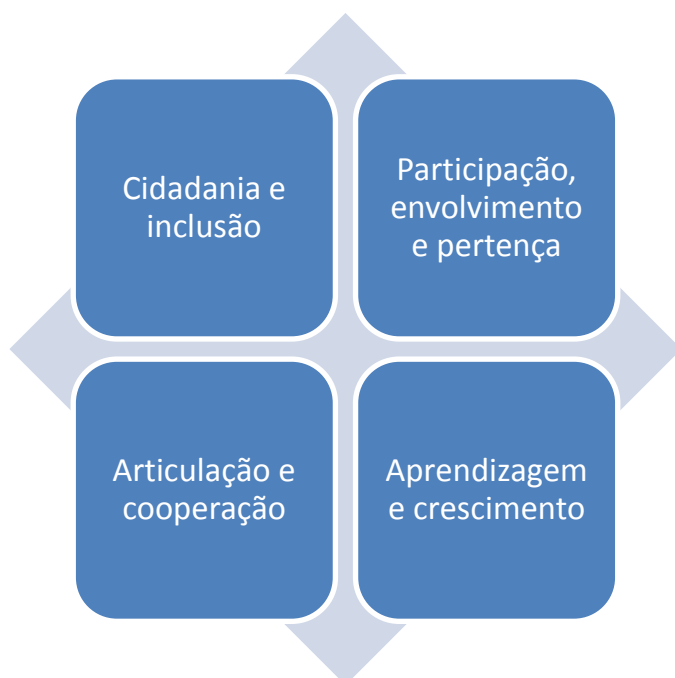 Cidadania e
inclusão
Participação,
envolvimento
e pertença
Articulação e
cooperação
Aprendizagem
e crescimento